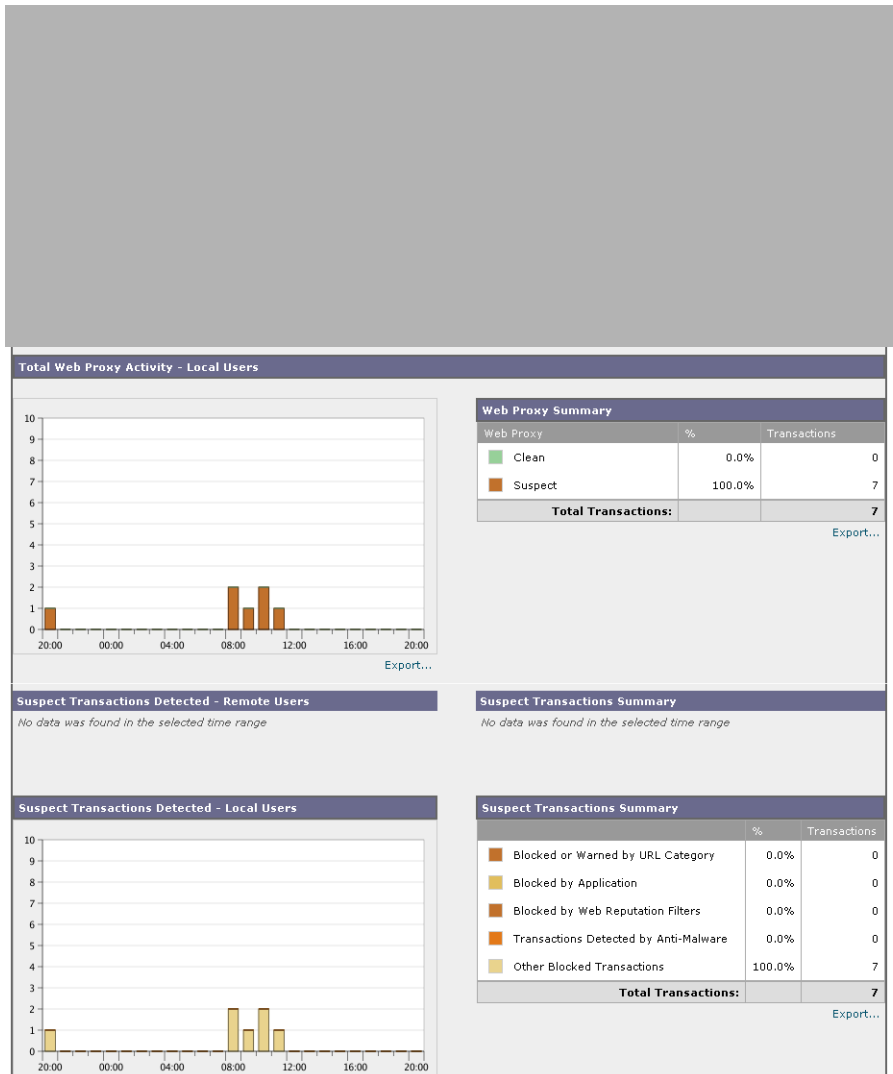 Total Web Proxy Activity - Local Users
10
9
8
7
6
5
4
3
2
1
0
20:00 00:00 04:00 08:00 12:00 16:00 20:00
Export...
Web Proxy Summary
Web Proxy % Transactions
Clean 0.0% 0
Suspect 100.0% 7
Total Transactions: 7
Export...
Suspect Transactions Detected - Remote Users
No data was found in the selected time range
Suspect Transactions Summary
No data was found in the selected time range
Suspect Transactions Detected - Local Users
10
9
8
7
6
5
4
3
2
1
0
20:00 00:00 04:00 08:00 12:00 16:00 20:00
Suspect Transactions Summary
% Transactions
Blocked or Warned by URL Category 0.0% 0
Blocked by Application 0.0% 0
Blocked by Web Reputation Filters 0.0% 0
Transactions Detected by Anti-Malware 0.0% 0
Other Blocked Transactions 100.0% 7
Total Transactions: 7
Export...